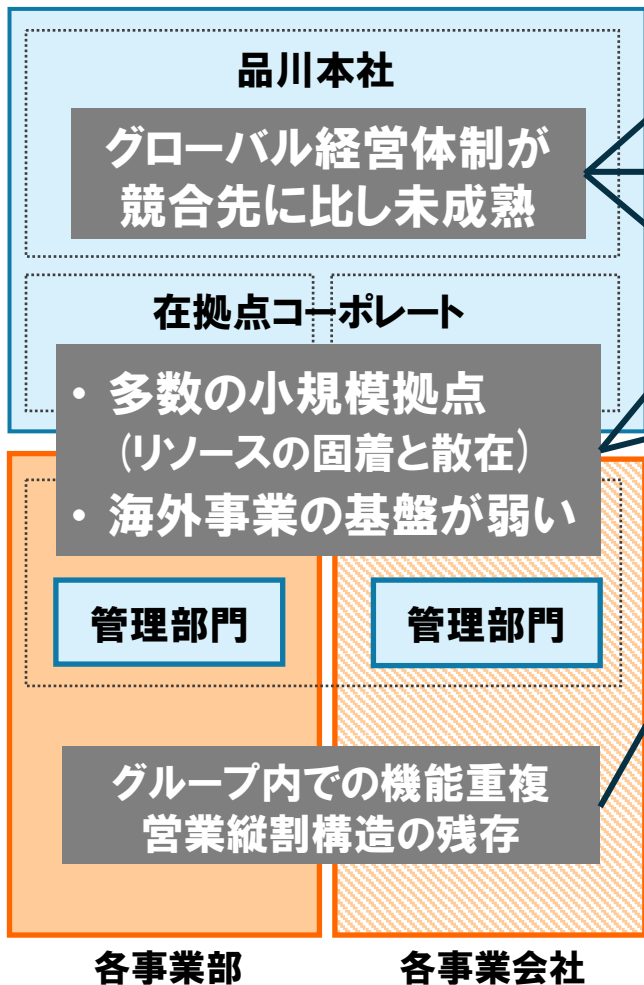 品川本社
グローバル経営体制が
競合先に比し未成熟
在拠点コーポレート
・ 多数の小規模拠点
(リソースの固着と散在)
・ 海外事業の基盤が弱い
管理部門 管理部門
グループ内での機能重複
営業縦割構造の残存
各事業部 各事業会社